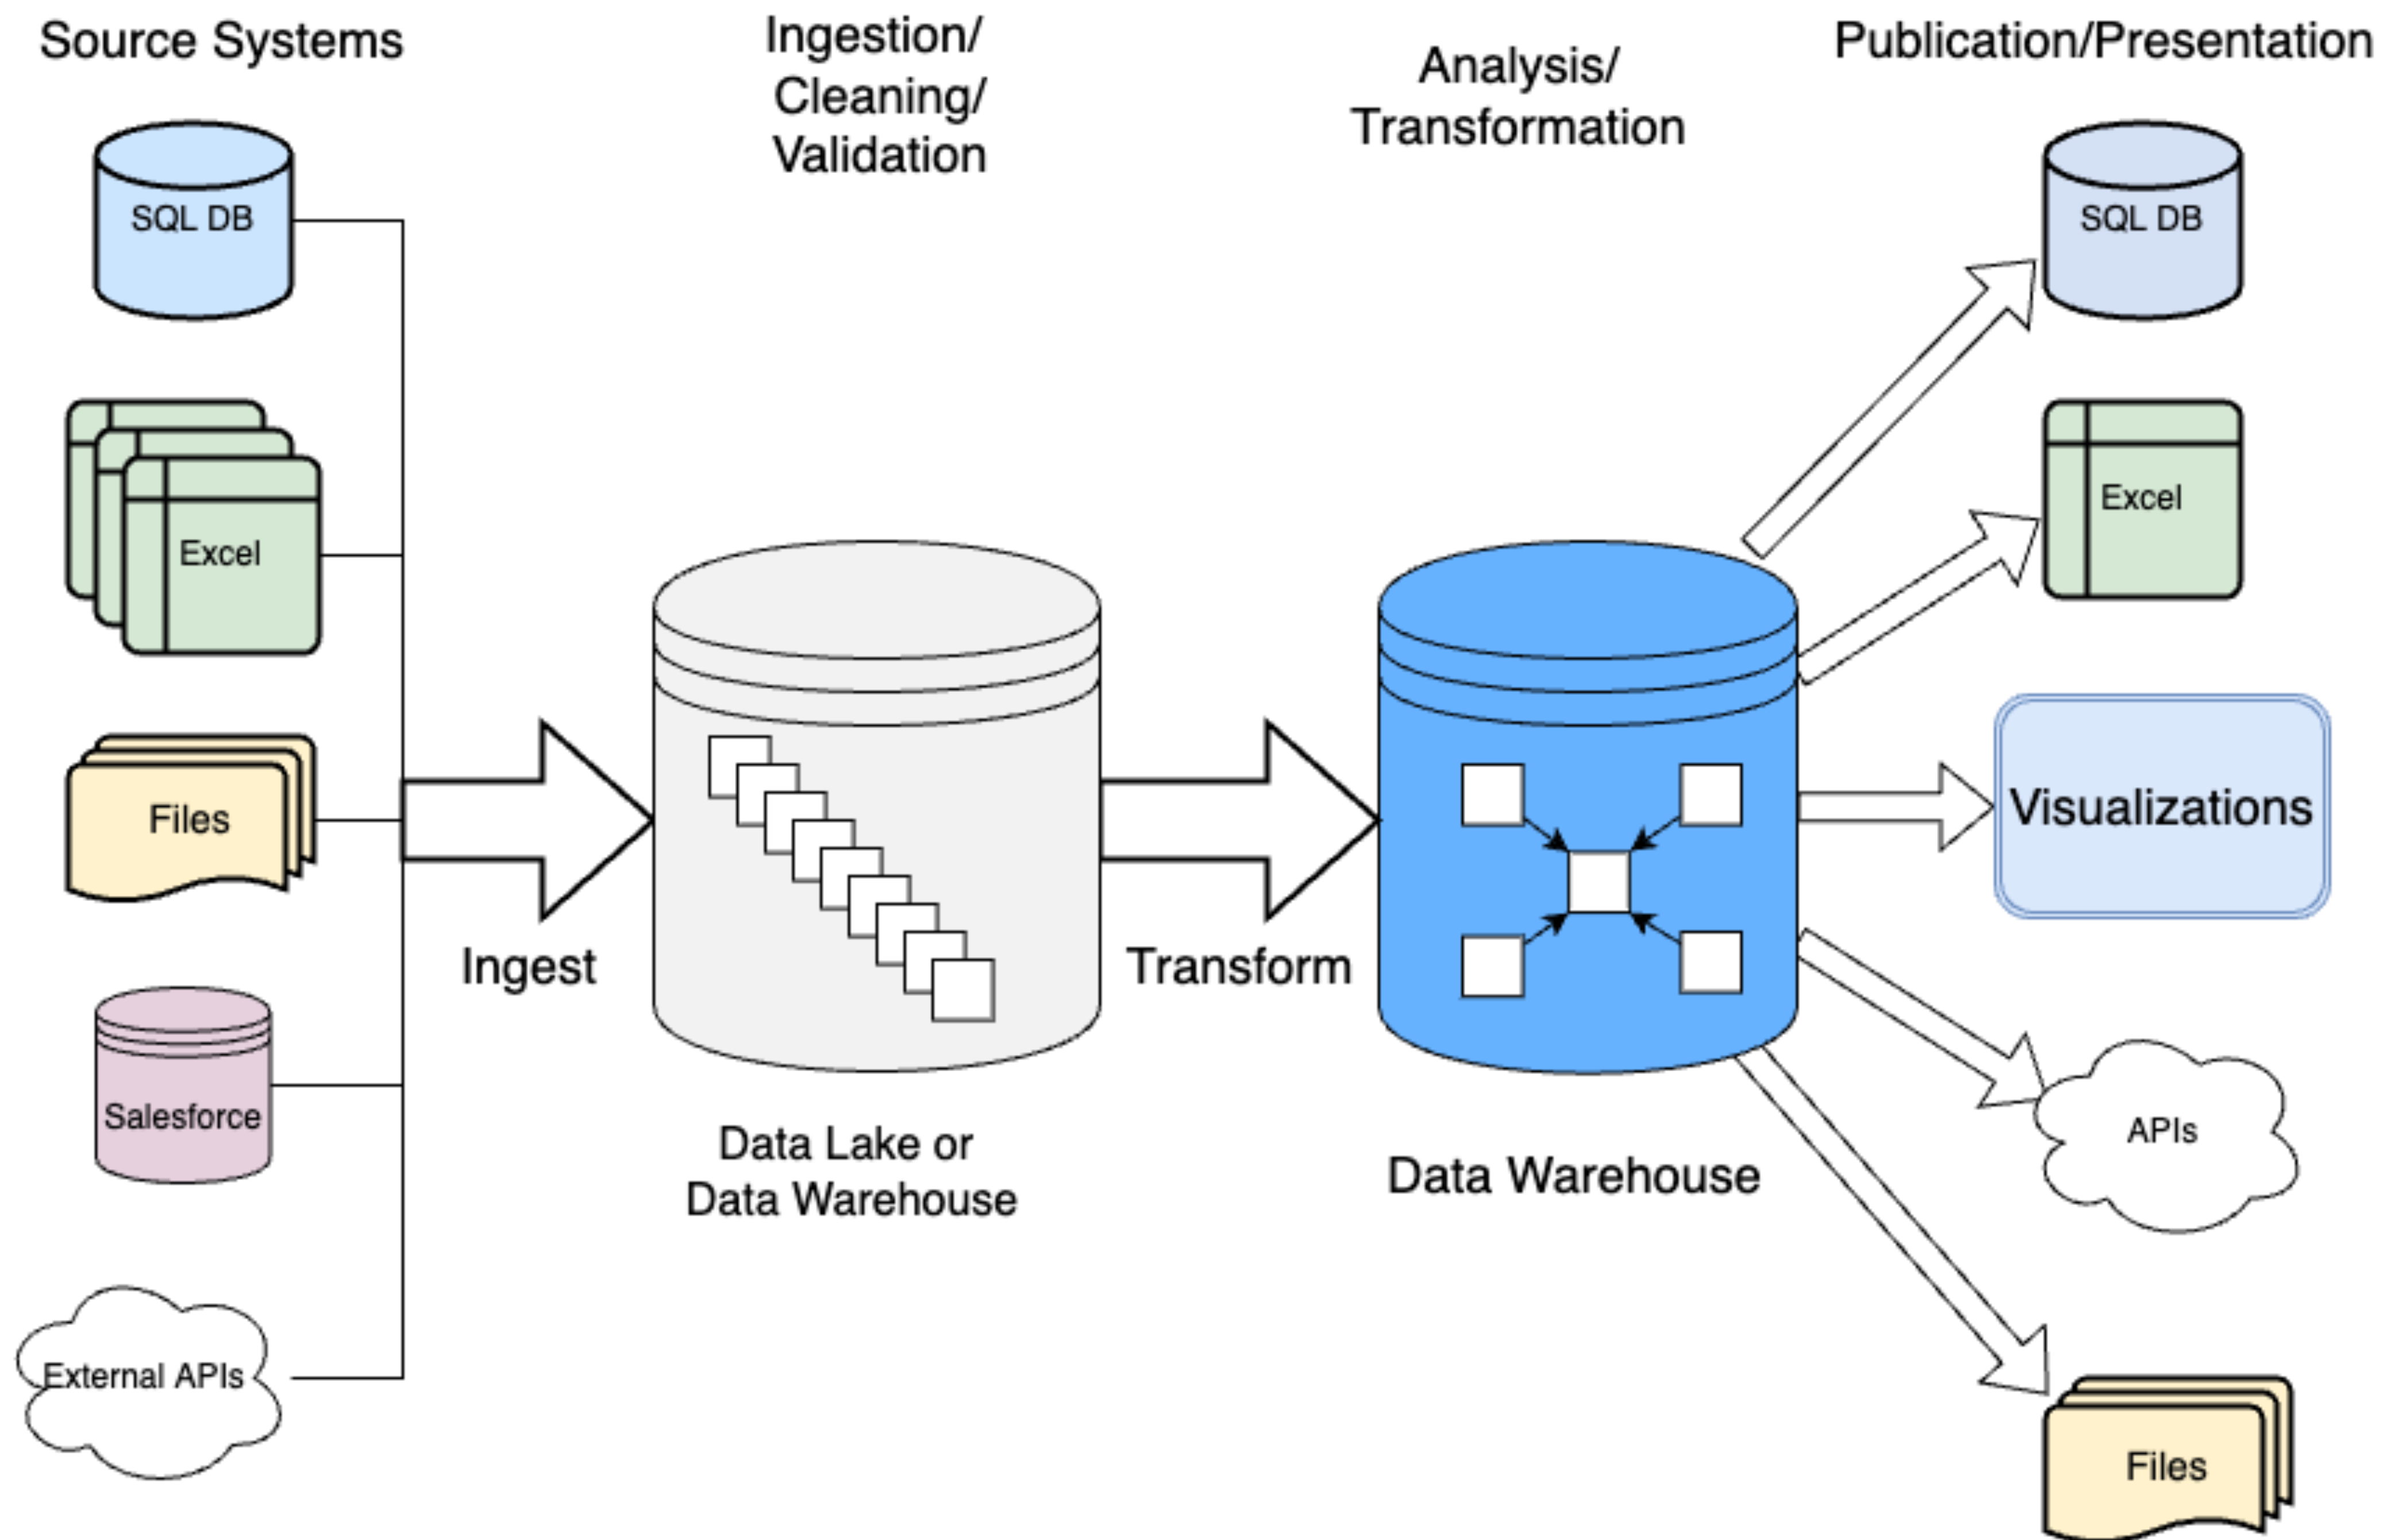 Source Systems
Ingestion/
Cleaning/
Validation
Analysis/
Transformation
Publication/Presentation
SQL DB
Excel
Files
Salesforce
External APIs
Ingest
Data Lake or
Data Warehouse
Transform
Data Warehouse
SQL DB
Excel
Visualizations
APIs
Files